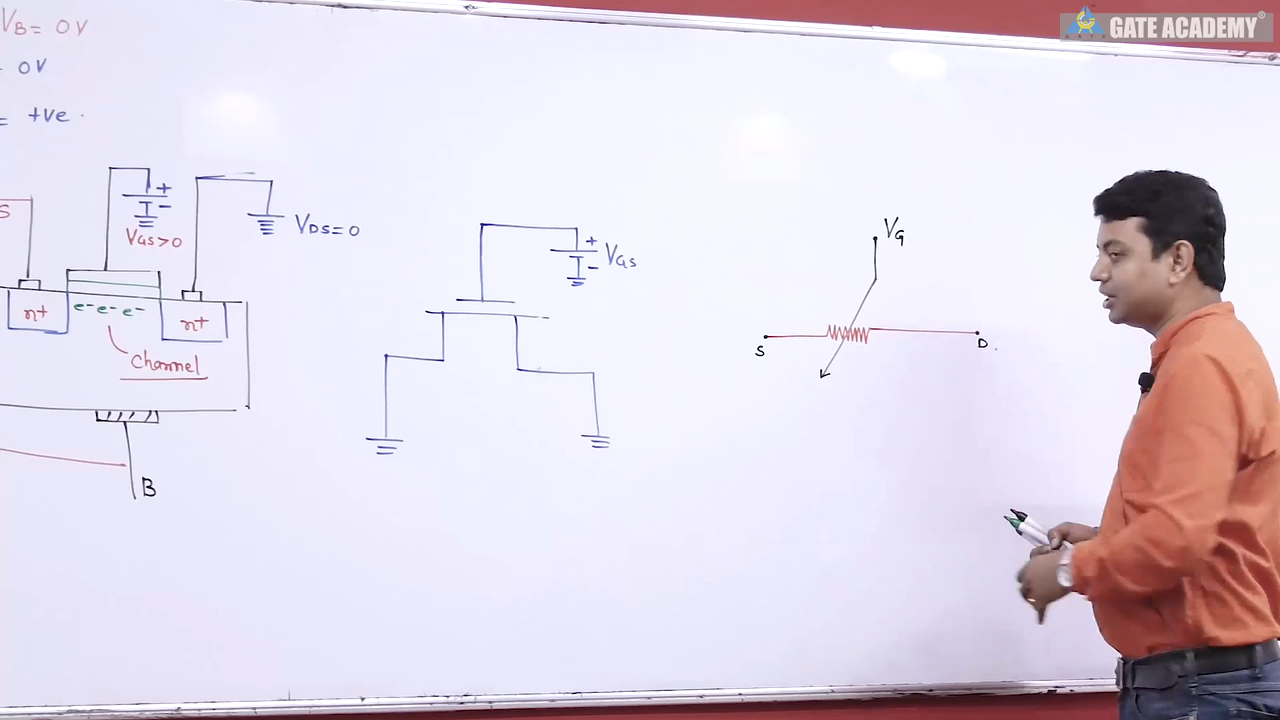 VB = 0V
= 0V
= +ve.
GATE ACADEMY®
S
+
-
VGS>0
VDS=0
n+
e- e- e-
n+
Channel
B
+
-
VGS
VG
S
D.